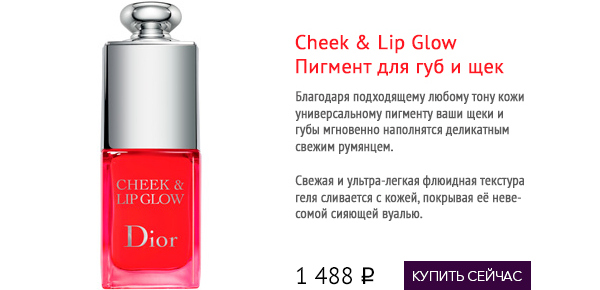 CHEEK &
LIP GLOW
Dior
Cheek & Lip Glow
Пигмент для губ и щек
Благодаря подходящему любому тону кожи
универсальному пигменту ваши щеки и
губы мгновенно наполнятся деликатным
свежим румянцем.
Свежая и ультра-легкая флюидная текстура
геля сливается с кожей, покрывая её неве-
сомой сияющей вуалью.
1 488 ₽
КУПИТЬ СЕЙЧАС